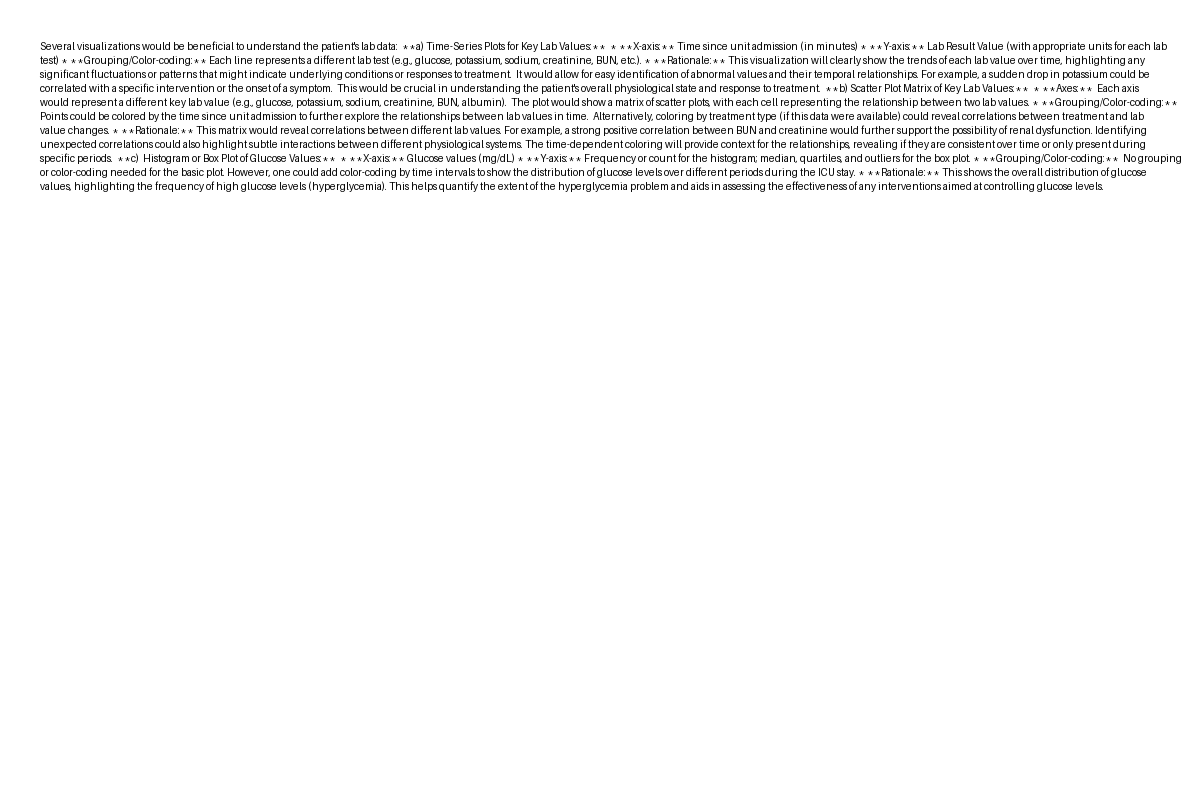 Several visualizations would be beneficial to understand the patient's lab data:  **a) Time-Series Plots for Key Lab Values:**  * **X-axis:** Time since unit admission (in minutes) * **Y-axis:** Lab Result Value (with appropriate units for each lab
test) * **Grouping/Color-coding:** Each line represents a different lab test (e.g., glucose, potassium, sodium, creatinine, BUN, etc.). * **Rationale:** This visualization will clearly show the trends of each lab value over time, highlighting any
significant fluctuations or patterns that might indicate underlying conditions or responses to treatment.  It would allow for easy identification of abnormal values and their temporal relationships. For example, a sudden drop in potassium could be
correlated with a specific intervention or the onset of a symptom.  This would be crucial in understanding the patient's overall physiological state and response to treatment.  **b) Scatter Plot Matrix of Key Lab Values:**  * **Axes:** Each axis
would represent a different key lab value (e.g., glucose, potassium, sodium, creatinine, BUN, albumin).  The plot would show a matrix of scatter plots, with each cell representing the relationship between two lab values. * **Grouping/Color-coding:**
Points could be colored by the time since unit admission to further explore the relationships between lab values in time.  Alternatively, coloring by treatment type (if this data were available) could reveal correlations between treatment and lab
value changes. * **Rationale:** This matrix would reveal correlations between different lab values. For example, a strong positive correlation between BUN and creatinine would further support the possibility of renal dysfunction. Identifying
unexpected correlations could also highlight subtle interactions between different physiological systems. The time-dependent coloring will provide context for the relationships, revealing if they are consistent over time or only present during
specific periods.  **c)  Histogram or Box Plot of Glucose Values:**  * **X-axis:** Glucose values (mg/dL) * **Y-axis:** Frequency or count for the histogram; median, quartiles, and outliers for the box plot. * **Grouping/Color-coding:**  No grouping
or color-coding needed for the basic plot. However, one could add color-coding by time intervals to show the distribution of glucose levels over different periods during the ICU stay. * **Rationale:** This shows the overall distribution of glucose
values, highlighting the frequency of high glucose levels (hyperglycemia). This helps quantify the extent of the hyperglycemia problem and aids in assessing the effectiveness of any interventions aimed at controlling glucose levels.